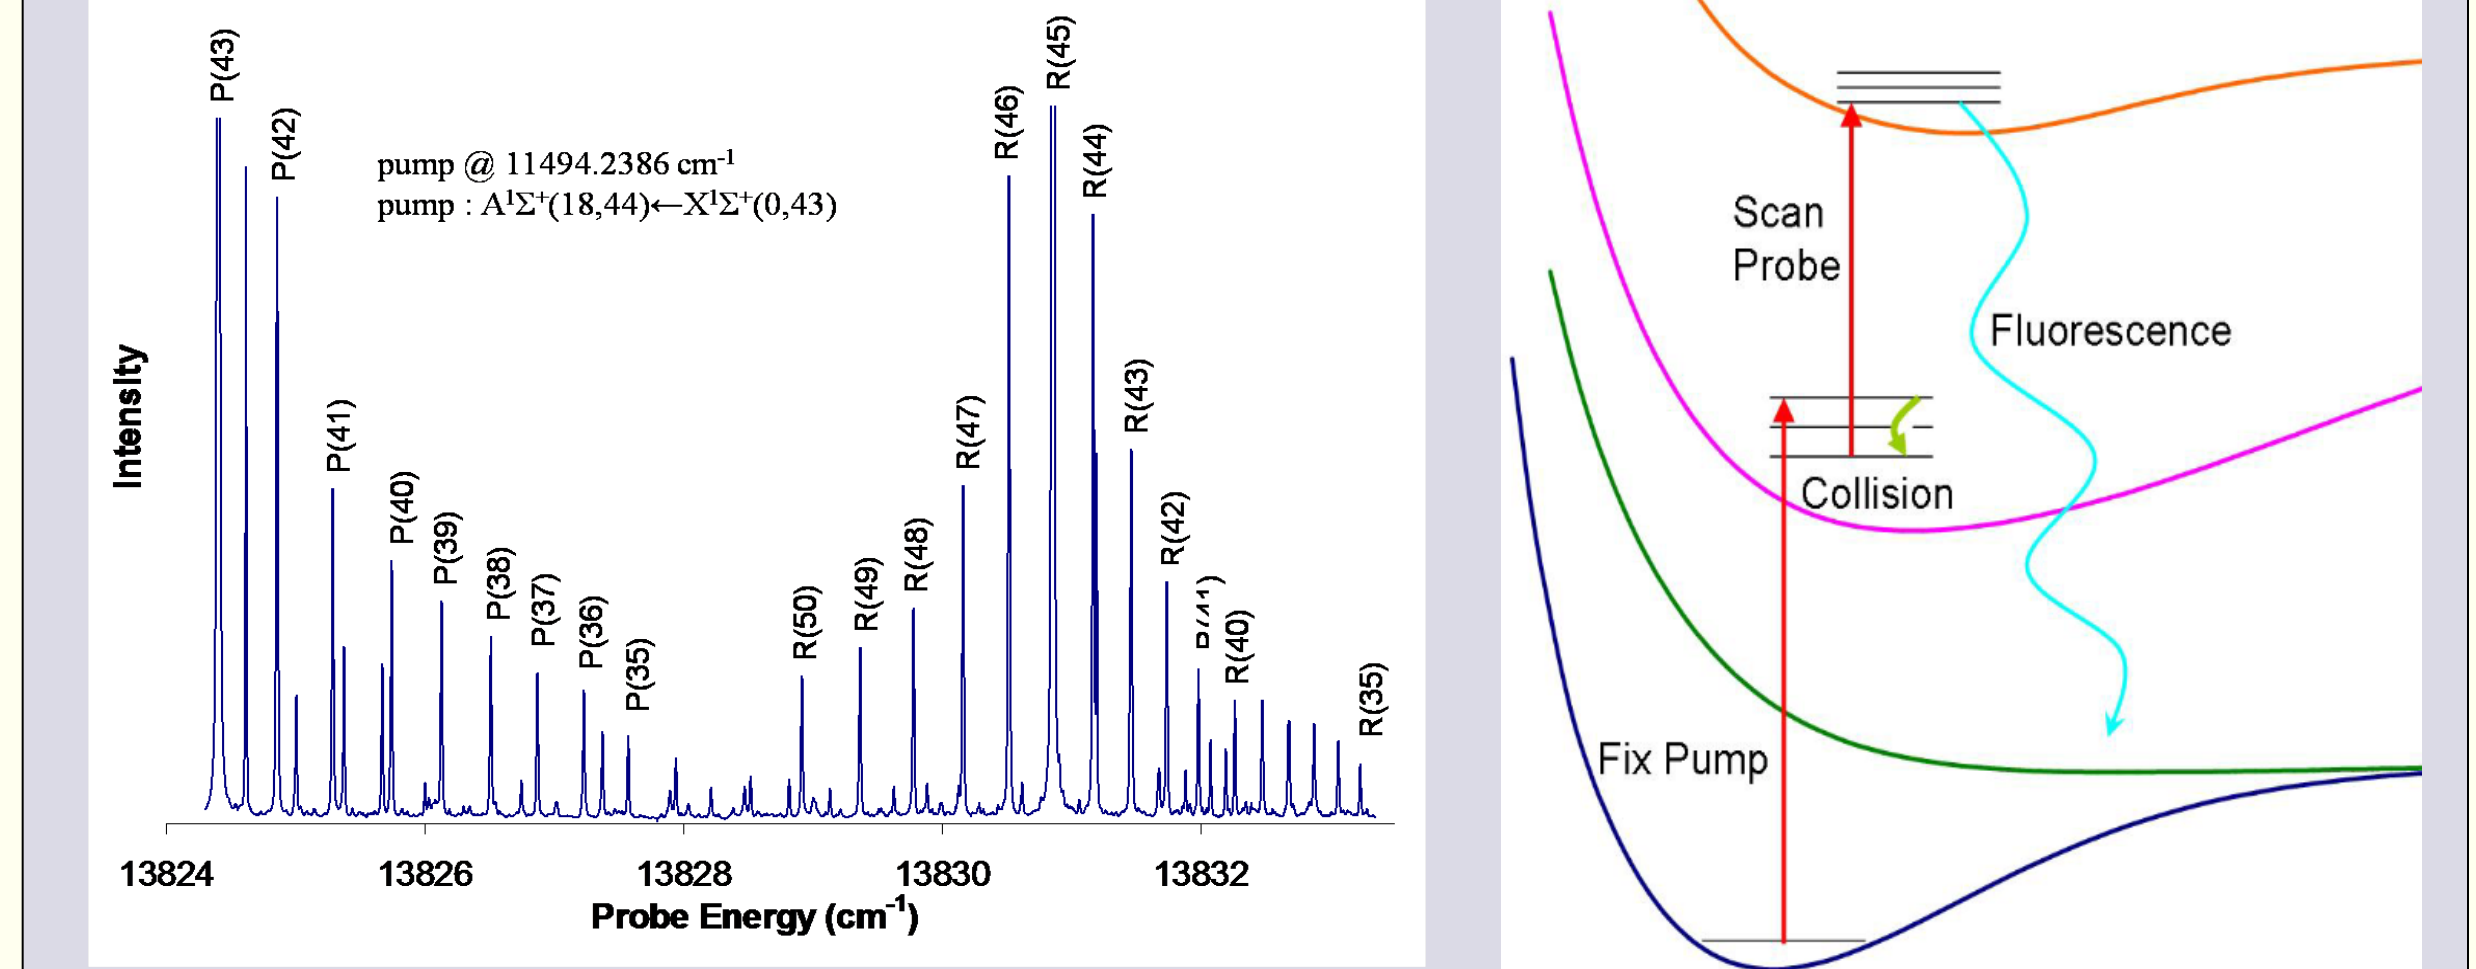 P(43)
P(42)
P(41)
P(40)
P(39)
P(38)
P(37)
P(36)
P(35)
R(50)
R(49)
R(48)
R(47)
R(46)
R(45)
R(44)
R(43)
R(42)
R(40)
R(35)
pump @ 11494.2386 cm⁻¹
pump : A¹Σ⁺(18,44)←X¹Σ⁺(0,43)
Intensity
13824 13826 13828 13830 13832
Probe Energy (cm⁻¹)
Scan
Probe
Fluorescence
Collision
Fix Pump